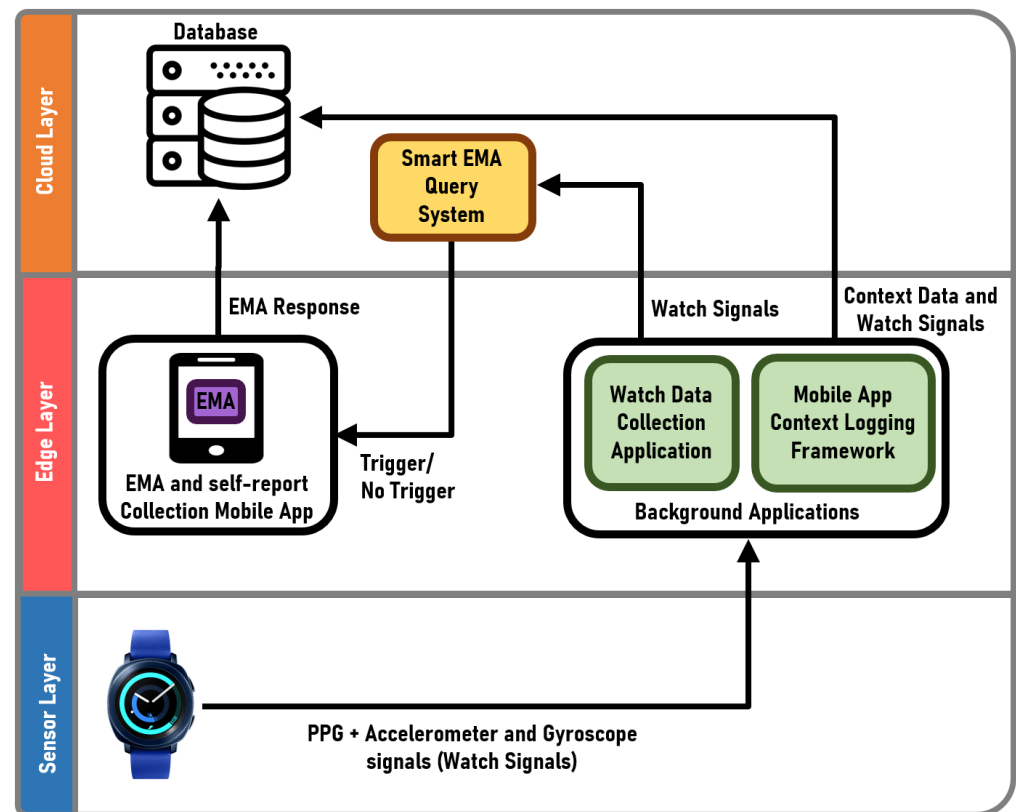 Cloud Layer
Database
Smart EMA
Query
System
Edge Layer
EMA Response
Watch Signals
Context Data and
Watch Signals
EMA
EMA and self-report
Collection Mobile App
Trigger/
No Trigger
Watch Data
Collection
Application
Mobile App
Context Logging
Framework
Background Applications
Sensor Layer
PPG + Accelerometer and Gyroscope
signals (Watch Signals)